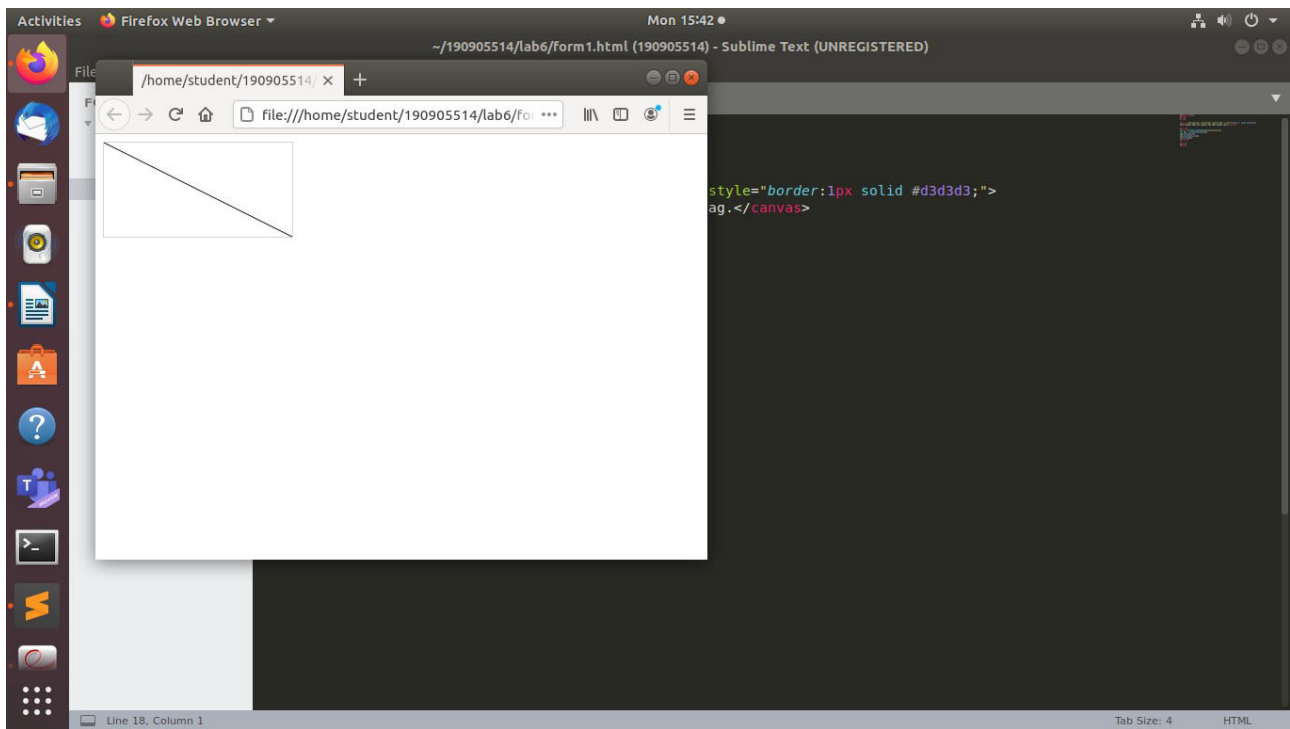 Activities Firefox Web Browser Mon 15:42
~/190905514/lab6/form1.html (190905514) - Sublime Text (UNREGISTERED)
File
/home/student/190905514/
file:///home/student/190905514/lab6/fo
style="border:1px solid #d3d3d3;">
ag.</canvas>
Line 18, Column 1 Tab Size: 4 HTML